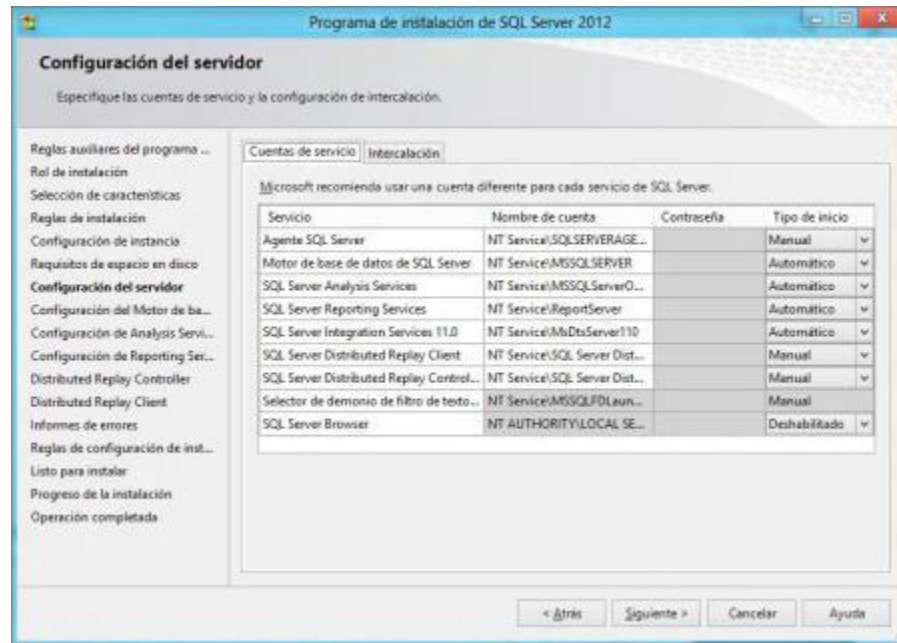 Programa de instalación de SQL Server 2012
Configuración del servidor
Especifique las cuentas de servicio y la configuración de intercalación.
Reglas auxiliares del programa ...
Rol de instalación
Selección de características
Reglas de instalación
Configuración de instancia
Requisitos de espacio en disco
Configuración del servidor
Configuración del Motor de ba...
Configuración de Analysis Servi...
Configuración de Reporting Ser...
Distributed Replay Controller
Distributed Replay Client
Informes de errores
Reglas de configuración de inst...
Listo para instalar
Progreso de la instalación
Operación completada
Cuentas de servicio Intercalación
Microsoft recomienda usar una cuenta diferente para cada servicio de SQL Server.
Servicio Nombre de cuenta Contraseña Tipo de inicio
Agente SQL Server NT Service\SQLSERVERAGE... Manual
Motor de base de datos de SQL Server NT Service\MSSQLSERVER Automático
SQL Server Analysis Services NT Service\MSSQLServerO... Automático
SQL Server Reporting Services NT Service\ReportServer Automático
SQL Server Integration Services 11.0 NT Service\MsDtsServer110 Automático
SQL Server Distributed Replay Client NT Service\SQL Server Dist... Manual
SQL Server Distributed Replay Control... NT Service\SQL Server Dist... Manual
Selector de demonio de filtro de texto... NT Service\MSSQLFDLaun... Manual
SQL Server Browser NT AUTHORITY\LOCAL SE... Deshabilitado
< Atrás Siguiente > Cancelar Ayuda